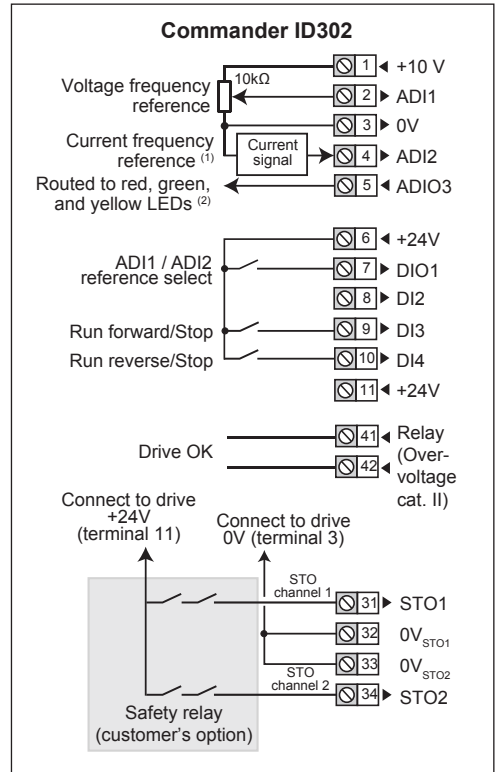 Commander ID302
10kΩ
1 +10 V
Voltage frequency
reference
2 ADI1
3 0V
Current frequency
reference (1)
Current
signal
4 ADI2
Routed to red, green,
and yellow LEDs (2)
5 ADIO3
6 +24V
ADI1 / ADI2
reference select
7 DIO1
8 DI2
Run forward/Stop
9 DI3
Run reverse/Stop
10 DI4
11 +24V
Drive OK
41
42
Relay
(Over-
voltage
cat. II)
Connect to drive
+24V
(terminal 11)
Connect to drive
0V (terminal 3)
STO
channel 1
31 STO1
32 0VSTO1
33 0VSTO2
STO
channel 2
34 STO2
Safety relay
(customer's option)